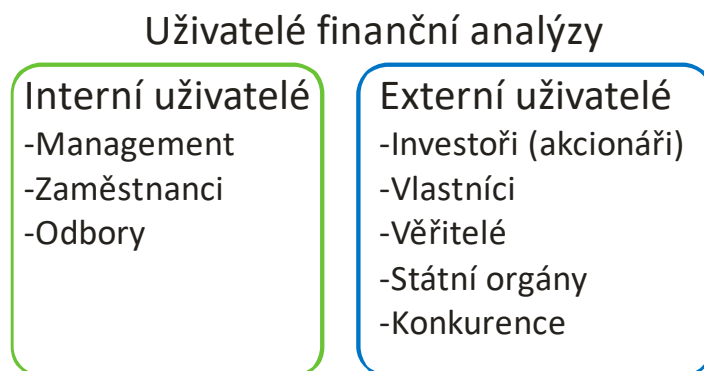 Uživatelé finanční analýzy
Interní uživatelé
-Management
-Zaměstnanci
-Odbory
Externí uživatelé
-Investoři (akcionáři)
-Vlastníci
-Věřitelé
-Státní orgány
-Konkurence